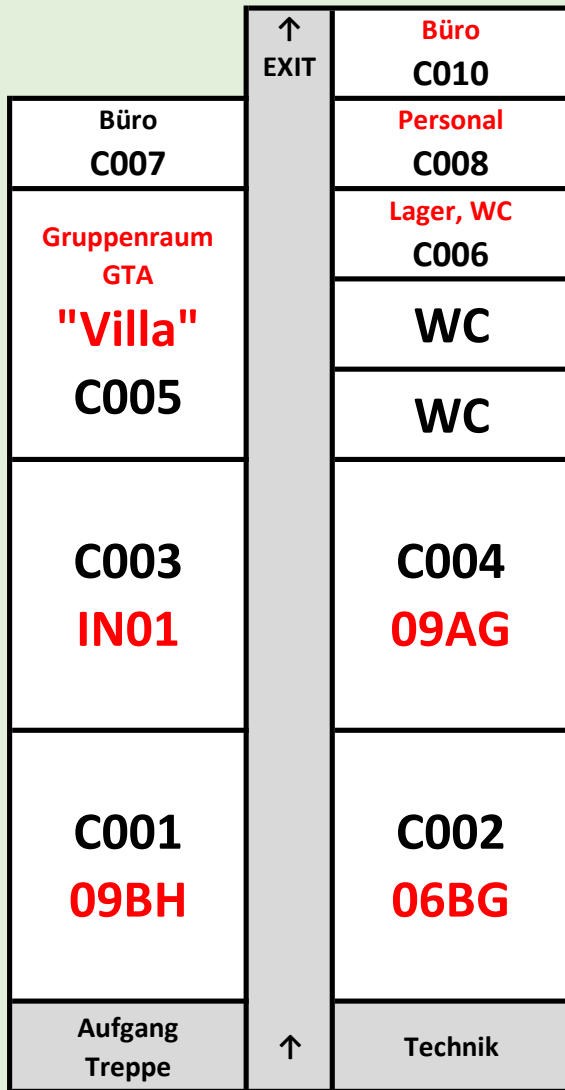 ↑
EXIT
Büro
C010
Büro
C007
Personal
C008
Gruppenraum
GTA
"Villa"
C005
Lager, WC
C006
WC
WC
C003
IN01
C004
09AG
C001
09BH
C002
06BG
Aufgang
Treppe
↑
Technik